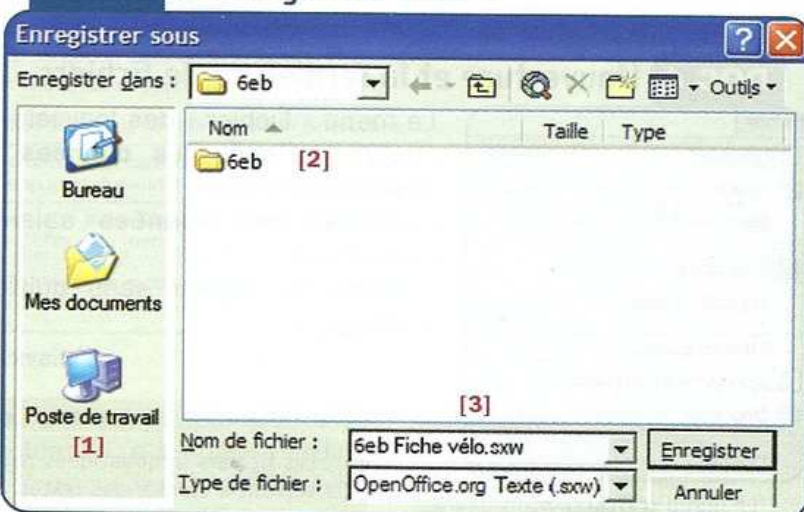 Enregistrer sous
Enregistrer dans : 6eb Outils
Nom Taille Type
6eb [2]
Bureau
Mes documents
Poste de travail
[1]
[3]
Nom de fichier : 6eb Fiche vélo.sxw Enregistrer
Type de fichier : OpenOffice.org Texte (.sxw) Annuler